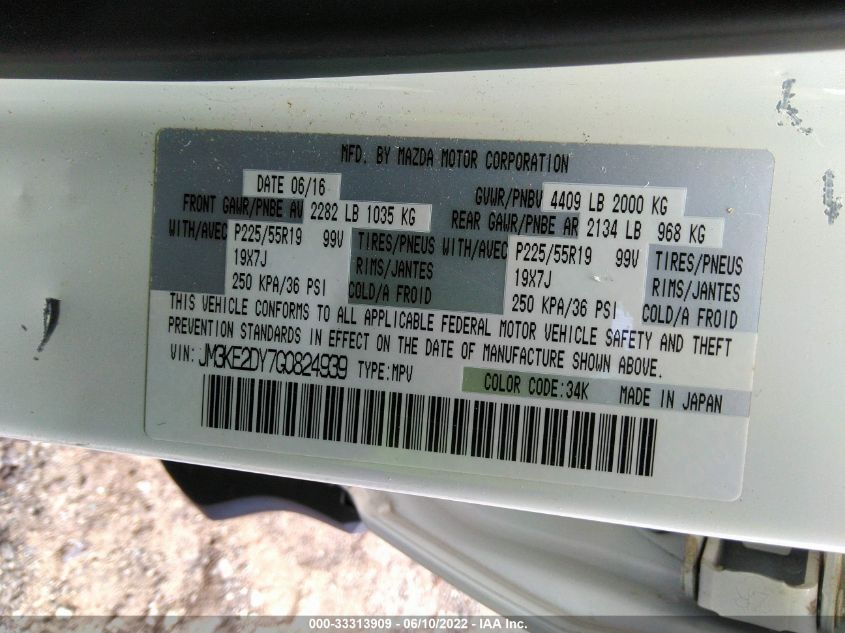 MFD. BY MAZDA MOTOR CORPORATION
DATE 06/16 GVWR/PNBV 4409 LB 2000 KG
FRONT GAWR/PNBE AV 2282 LB 1035 KG REAR GAWR/PNBE AR 2134 LB 968 KG
WITH/AVEC P225/55R19 99V TIRES/PNEUS WITH/AVEC P225/55R19 99V TIRES/PNEUS
19X7J RIMS/JANTES 19X7J RIMS/JANTES
250 KPA/36 PSI COLD/A FROID 250 KPA/36 PSI COLD/A FROID
THIS VEHICLE CONFORMS TO ALL APPLICABLE FEDERAL MOTOR VEHICLE SAFETY AND THEFT
PREVENTION STANDARDS IN EFFECT ON THE DATE OF MANUFACTURE SHOWN ABOVE.
VIN: JM3KE2DY7G0824939 TYPE:MPV COLOR CODE:34K MADE IN JAPAN
000-33313909 - 06/10/2022 - IAA Inc.